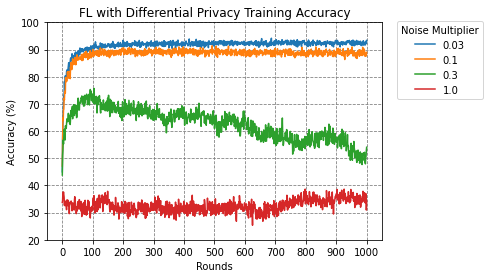 FL with Differential Privacy Training Accuracy
Noise Multiplier
0.03
0.1
0.3
1.0
Accuracy (%)
100
90
80
70
60
50
40
30
20
0 100 200 300 400 500 600 700 800 900 1000
Rounds